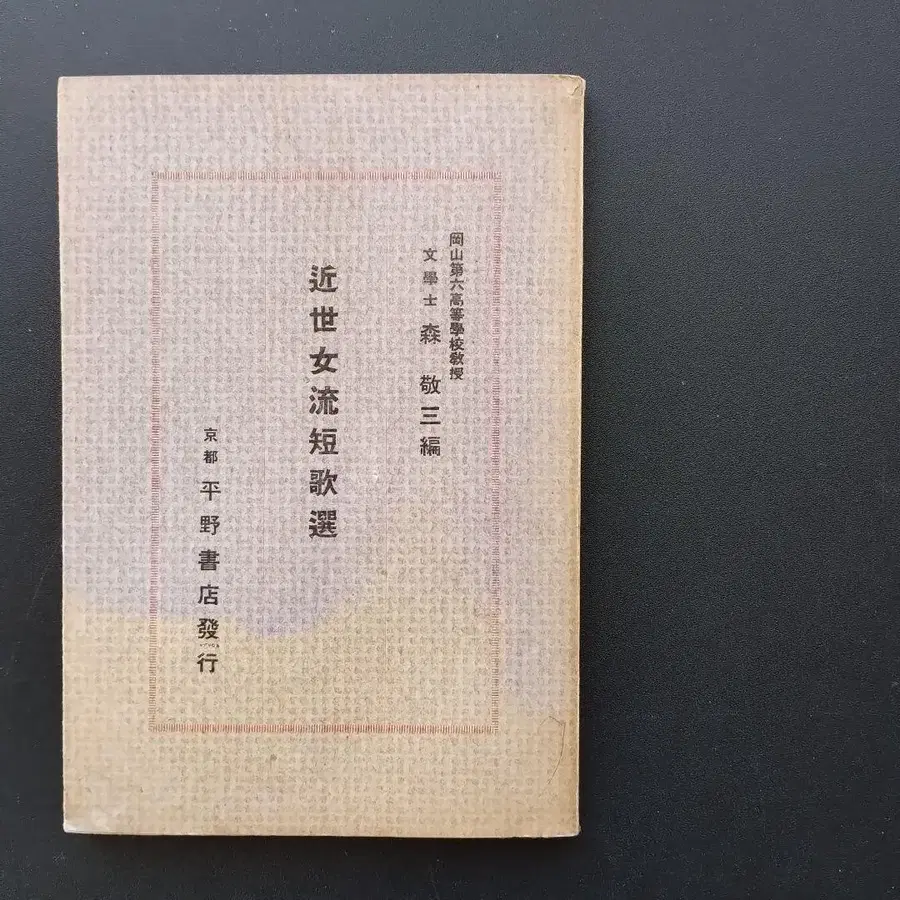 岡山第六高等學校敎授
文學士 森 敬三編
近世女流短歌選
京都 平野書店發行